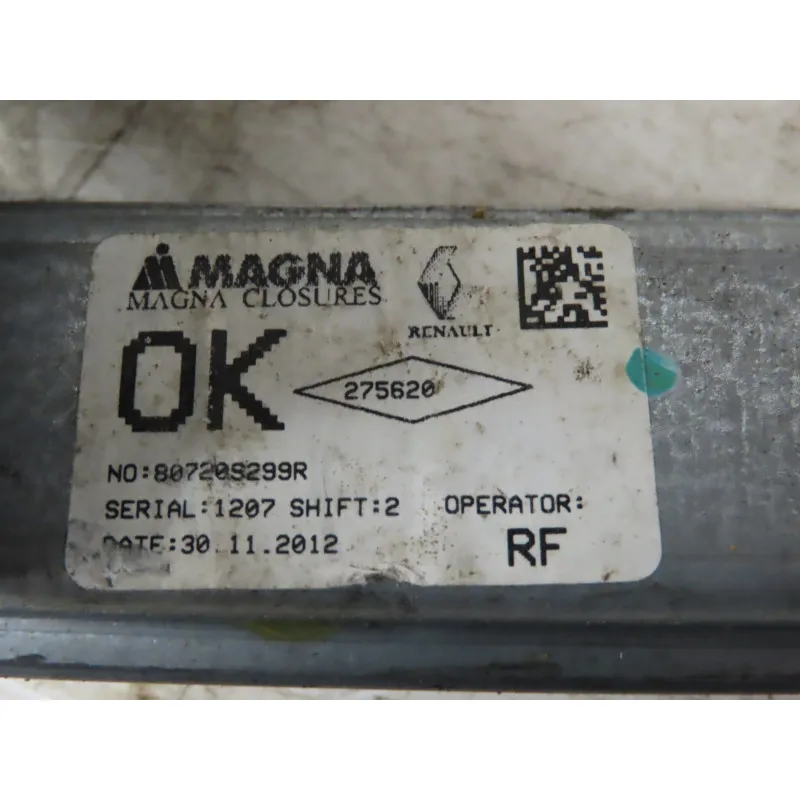 MAGNA
MAGNA CLOSURES
RENAULT
OK
275620
NO:80720S299R
SERIAL:1207 SHIFT:2 OPERATOR:
DATE:30.11.2012 RF